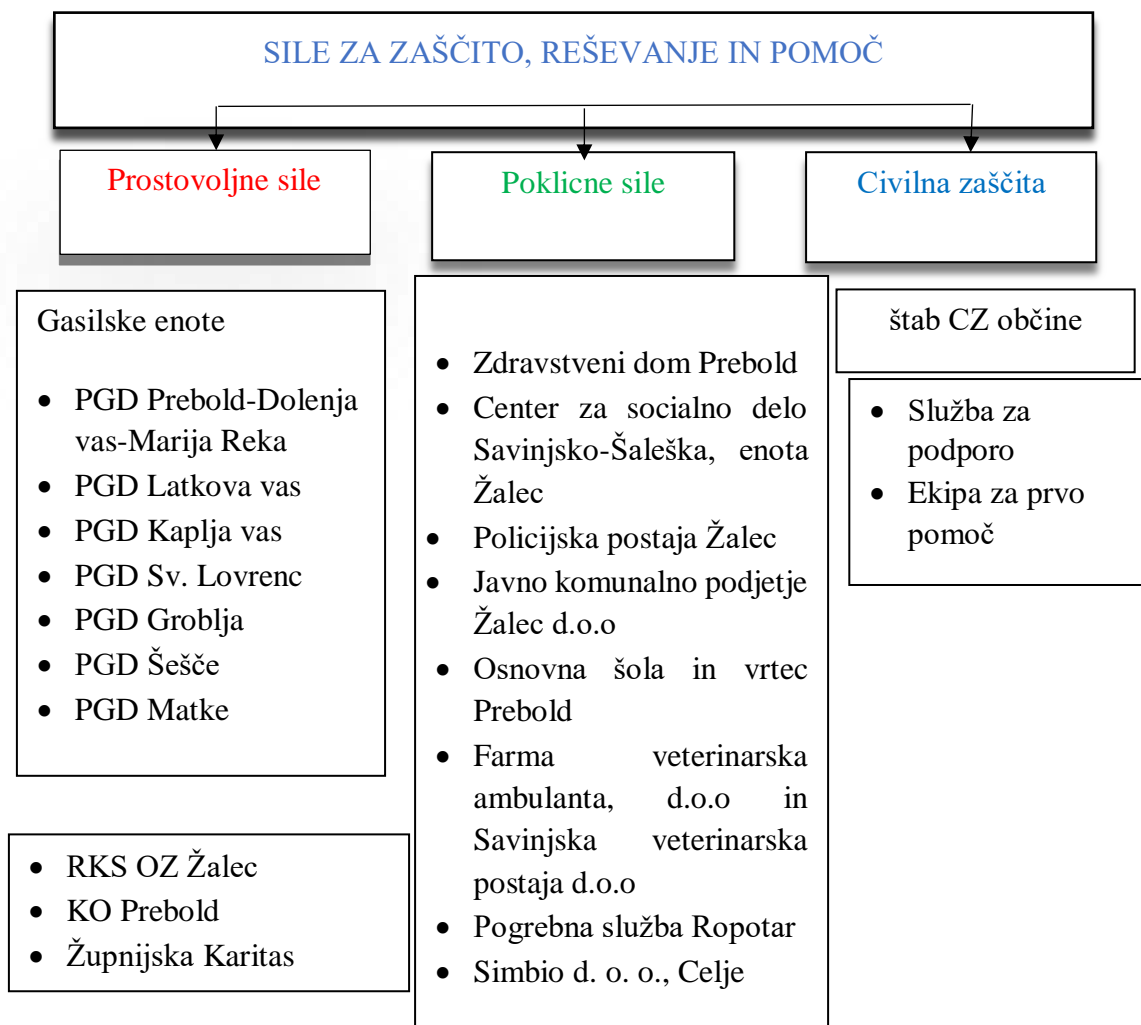 SILE ZA ZAŠČITO, REŠEVANJE IN POMOČ
Prostovoljne sile
Gasilske enote
• PGD Prebold-Dolenja
vas-Marija Reka
• PGD Latkova vas
• PGD Kaplja vas
• PGD Sv. Lovrenc
• PGD Groblja
• PGD Šešče
• PGD Matke
• RKS OZ Žalec
• KO Prebold
• Župnijska Karitas
Poklicne sile
• Zdravstveni dom Prebold
• Center za socialno delo
Savinjsko-Šaleška, enota
Žalec
• Policijska postaja Žalec
• Javno komunalno podjetje
Žalec d.o.o
• Osnovna šola in vrtec
Prebold
• Farma veterinarska
ambulanta, d.o.o in
Savinjska veterinarska
postaja d.o.o
• Pogrebna služba Ropotar
• Simbio d. o. o., Celje
Civilna zaščita
štab CZ občine
• Služba za
podporo
• Ekipa za prvo
pomoč